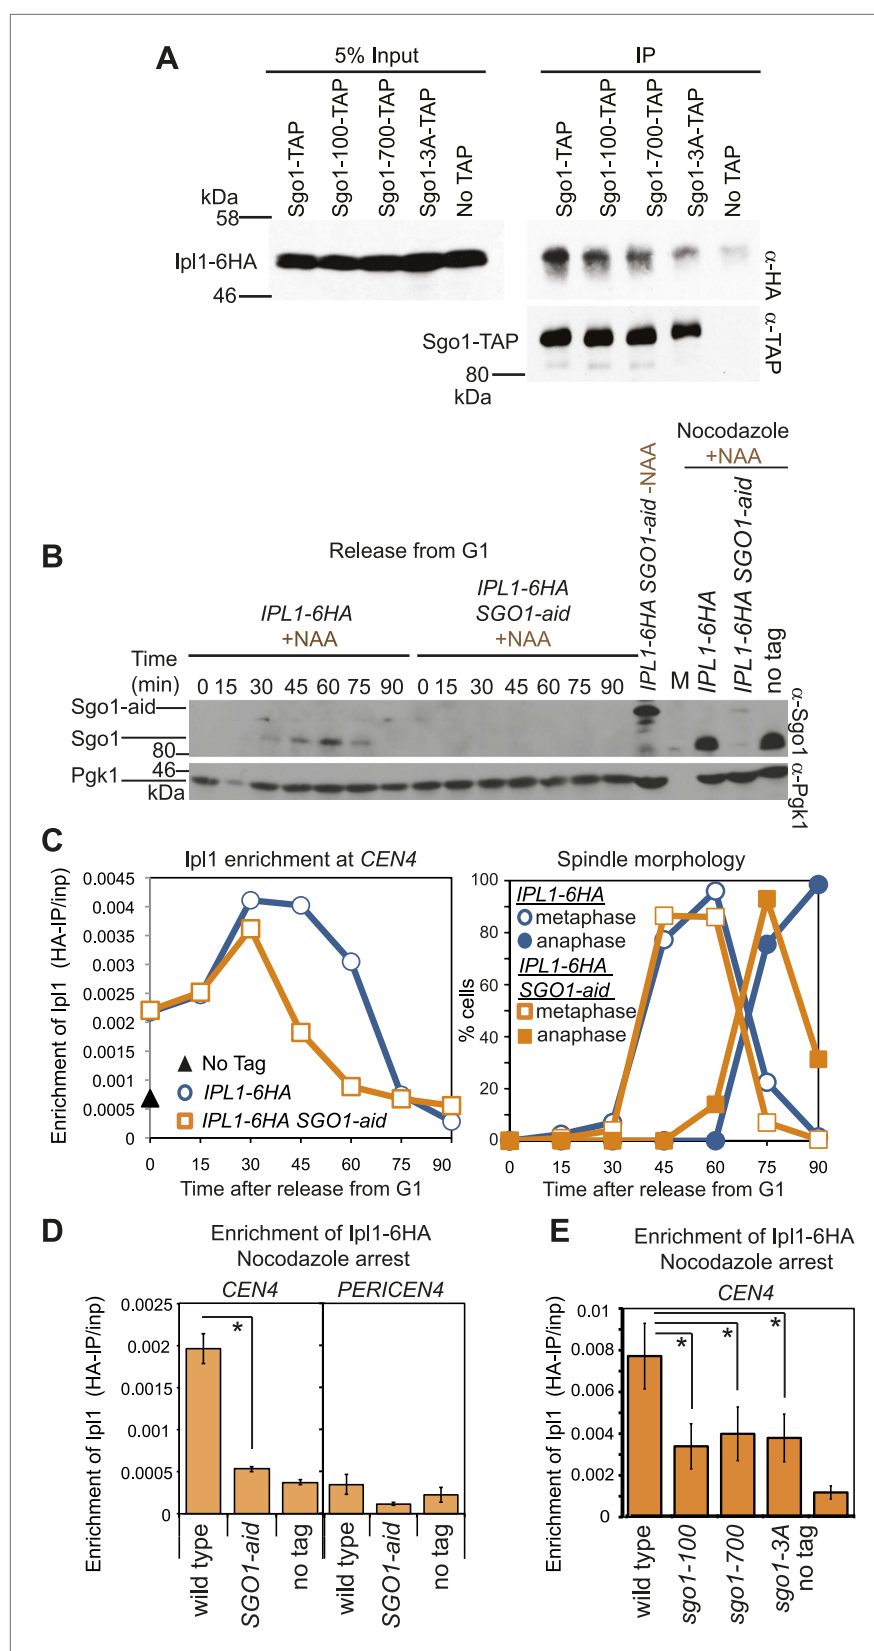 A
5% Input
IP
Sgo1-TAP
Sgo1-100-TAP
Sgo1-700-TAP
Sgo1-3A-TAP
No TAP
Sgo1-TAP
Sgo1-100-TAP
Sgo1-700-TAP
Sgo1-3A-TAP
No TAP
kDa
58
Ipl1-6HA
46
α-HA
Sgo1-TAP
80
kDa
α-TAP
B
Release from G1
IPL1-6HA
+NAA
IPL1-6HA
SGO1-aid
+NAA
IPL1-6HA SGO1-aid -NAA
Nocodazole
+NAA
M
IPL1-6HA
IPL1-6HA SGO1-aid
no tag
Time
(min)
0 15 30 45 60 75 90 0 15 30 45 60 75 90
Sgo1-aid
Sgo1
80
α-Sgo1
Pgk1
46
kDa
α-Pgk1
C
Ipl1 enrichment at CEN4
Enrichment of Ipl1 (HA-IP/inp)
0.0045
0.004
0.0035
0.003
0.0025
0.002
0.0015
0.001
0.0005
0
No Tag
IPL1-6HA
IPL1-6HA SGO1-aid
0 15 30 45 60 75 90
Time after release from G1
Spindle morphology
% cells
100
80
60
40
20
0
IPL1-6HA
metaphase
anaphase
IPL1-6HA
SGO1-aid
metaphase
anaphase
0 15 30 45 60 75 90
Time after release from G1
D
Enrichment of Ipl1-6HA
Nocodazole arrest
CEN4
PERICEN4
Enrichment of Ipl1 (HA-IP/inp)
0.0025
0.002
0.0015
0.001
0.0005
0
*
wild type
SGO1-aid
no tag
wild type
SGO1-aid
no tag
E
Enrichment of Ipl1-6HA
Nocodazole arrest
CEN4
Enrichment of Ipl1 (HA-IP/inp)
0.01
0.008
0.006
0.004
0.002
0
* * *
wild type
sgo1-100
sgo1-700
sgo1-3A
no tag